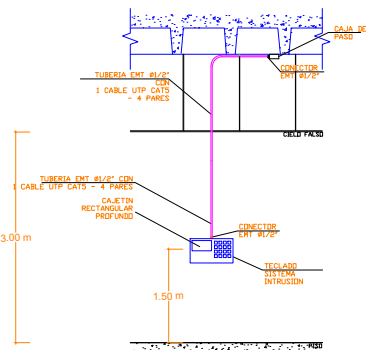 CAJA DE
PASO
TUBERIA EMT Ø1/2"
CON
1 CABLE UTP CAT5
- 4 PARES
CONECTOR
EMT Ø1/2"
CIELO FALSO
TUBERIA EMT Ø1/2" CON
1 CABLE UTP CAT5 - 4 PARES
CAJETIN
RECTANGULAR
PROFUNDO
CONECTOR
EMT Ø1/2"
3.00 m
TECLADO
SISTEMA
INTRUSION
1.50 m
PISO